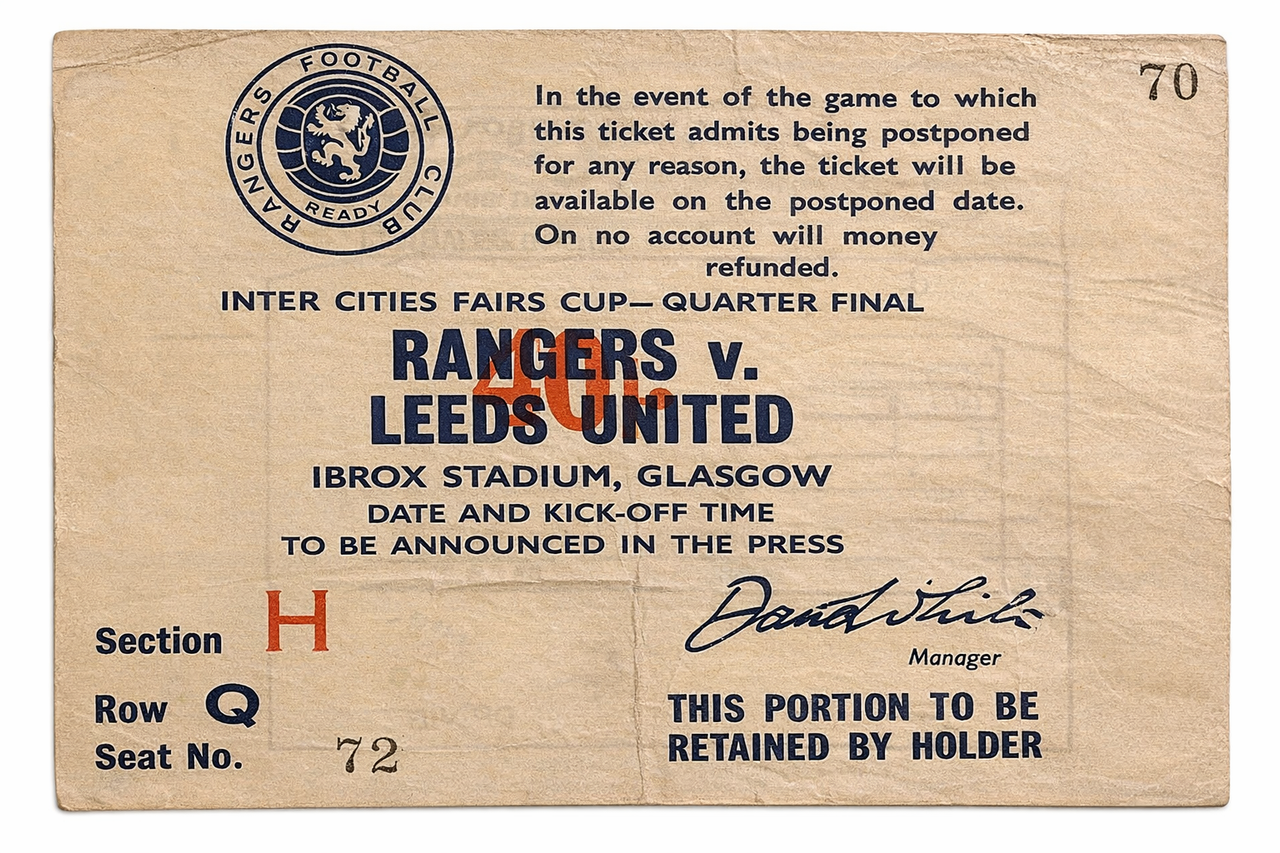 RANGERS FOOTBALL CLUB
READY
70
In the event of the game to which
this ticket admits being postponed
for any reason, the ticket will be
available on the postponed date.
On no account will money
refunded.
INTER CITIES FAIRS CUP— QUARTER FINAL
RANGERS v.
40/-
LEEDS UNITED
IBROX STADIUM, GLASGOW
DATE AND KICK-OFF TIME
TO BE ANNOUNCED IN THE PRESS
Section H
Row Q
Seat No. 72
David White
Manager
THIS PORTION TO BE
RETAINED BY HOLDER